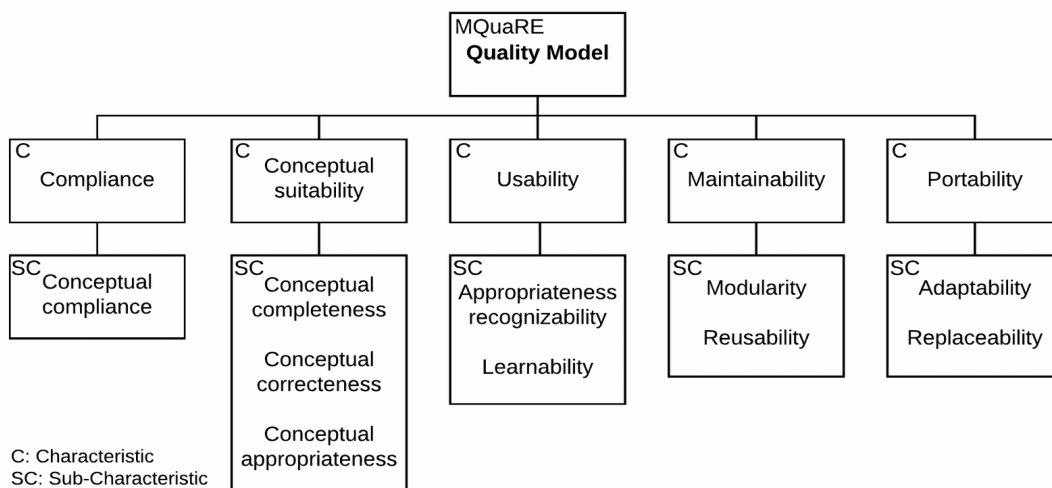 MQuaRE
Quality Model
C
Compliance
C
Conceptual
suitability
C
Usability
C
Maintainability
C
Portability
SC
Conceptual
compliance
SC
Conceptual
completeness
Conceptual
correcteness
Conceptual
appropriateness
SC
Appropriateness
recognizability
Learnability
SC
Modularity
Reusability
SC
Adaptability
Replaceability
C: Characteristic
SC: Sub-Characteristic